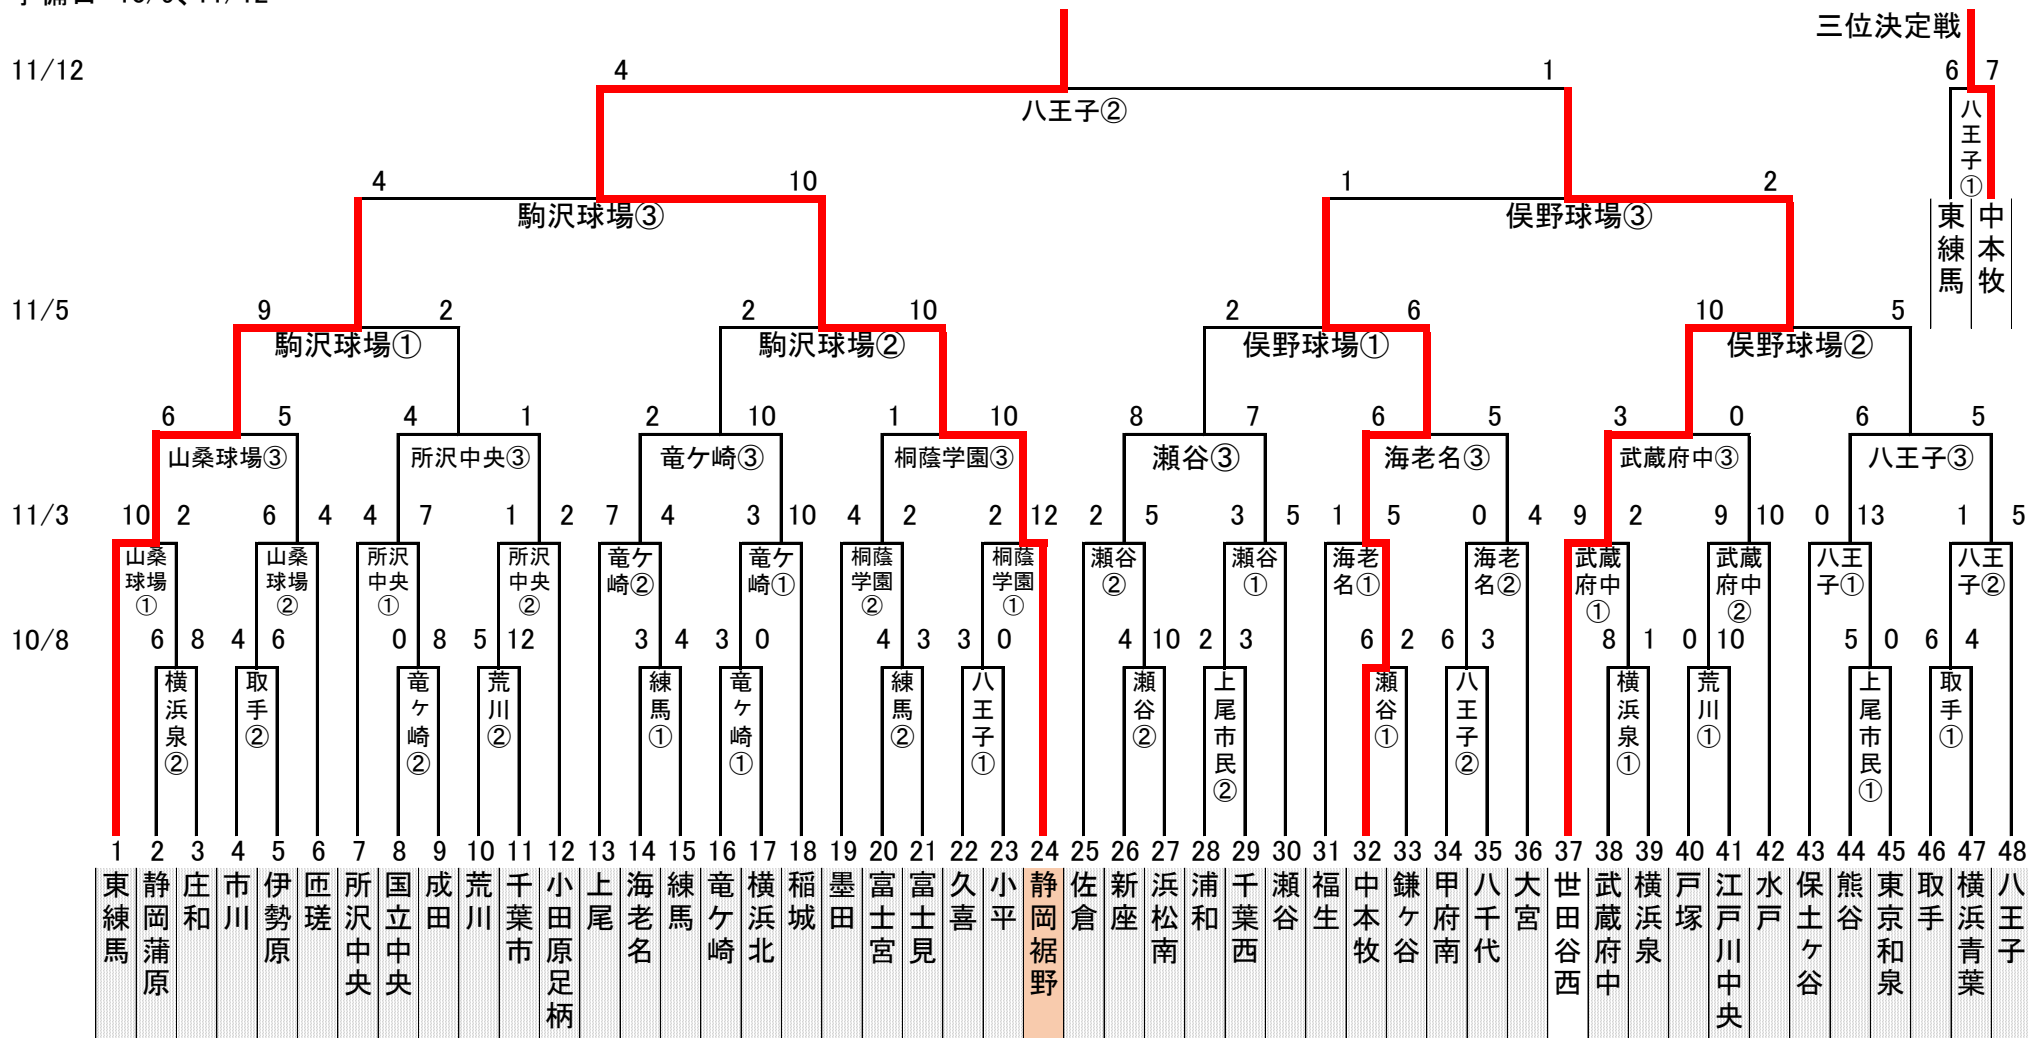 三位決定戦
11/12 4 1 6 7
八王子②
八王子①
4 10 1 2
駒沢球場③ 俣野球場③
東練馬 中本牧
11/5 9 2 2 10 2 6 10 5
駒沢球場① 駒沢球場② 俣野球場① 俣野球場②
6 5 4 1 2 10 1 10 8 7 6 5 3 0 6 5
山桑球場③ 所沢中央③ 竜ケ崎③ 桐蔭学園③ 瀬谷③ 海老名③ 武蔵府中③ 八王子③
11/3 10 2 6 4 4 7 1 2 7 4 3 10 4 2 2 12 2 5 3 5 1 5 0 4 9 2 9 10 0 13 1 5
山桑球場① 山桑球場② 所沢中央① 所沢中央② 竜ケ崎② 竜ケ崎① 桐蔭学園② 桐蔭学園① 瀬谷② 瀬谷① 海老名① 海老名② 武蔵府中① 武蔵府中② 八王子① 八王子②
10/8 6 8 4 6 0 8 5 12 3 4 3 0 4 3 3 0 4 10 2 3 6 2 6 3 8 1 0 10 5 0 6 4
横浜泉② 取手② 竜ケ崎② 荒川② 練馬① 竜ケ崎① 練馬② 八王子① 瀬谷② 上尾市民② 瀬谷① 八王子② 横浜泉① 荒川① 上尾市民① 取手①
1 2 3 4 5 6 7 8 9 10 11 12 13 14 15 16 17 18 19 20 21 22 23 24 25 26 27 28 29 30 31 32 33 34 35 36 37 38 39 40 41 42 43 44 45 46 47 48
東練馬
静岡蒲原
庄和
市川
伊勢原
匝瑳
所沢中央
国立中央
成田
荒川
千葉市
小田原足柄
上尾
海老名
練馬
竜ケ崎
横浜北
稲城
墨田
富士宮
富士見
久喜
小平
静岡裾野
佐倉
新座
浜松南
浦和
千葉西
瀬谷
福生
中本牧
鎌ヶ谷
甲府南
八千代
大宮
世田谷西
武蔵府中
横浜泉
戸塚
江戸川中央
水戸
保土ヶ谷
熊谷
東京和泉
取手
横浜青葉
八王子